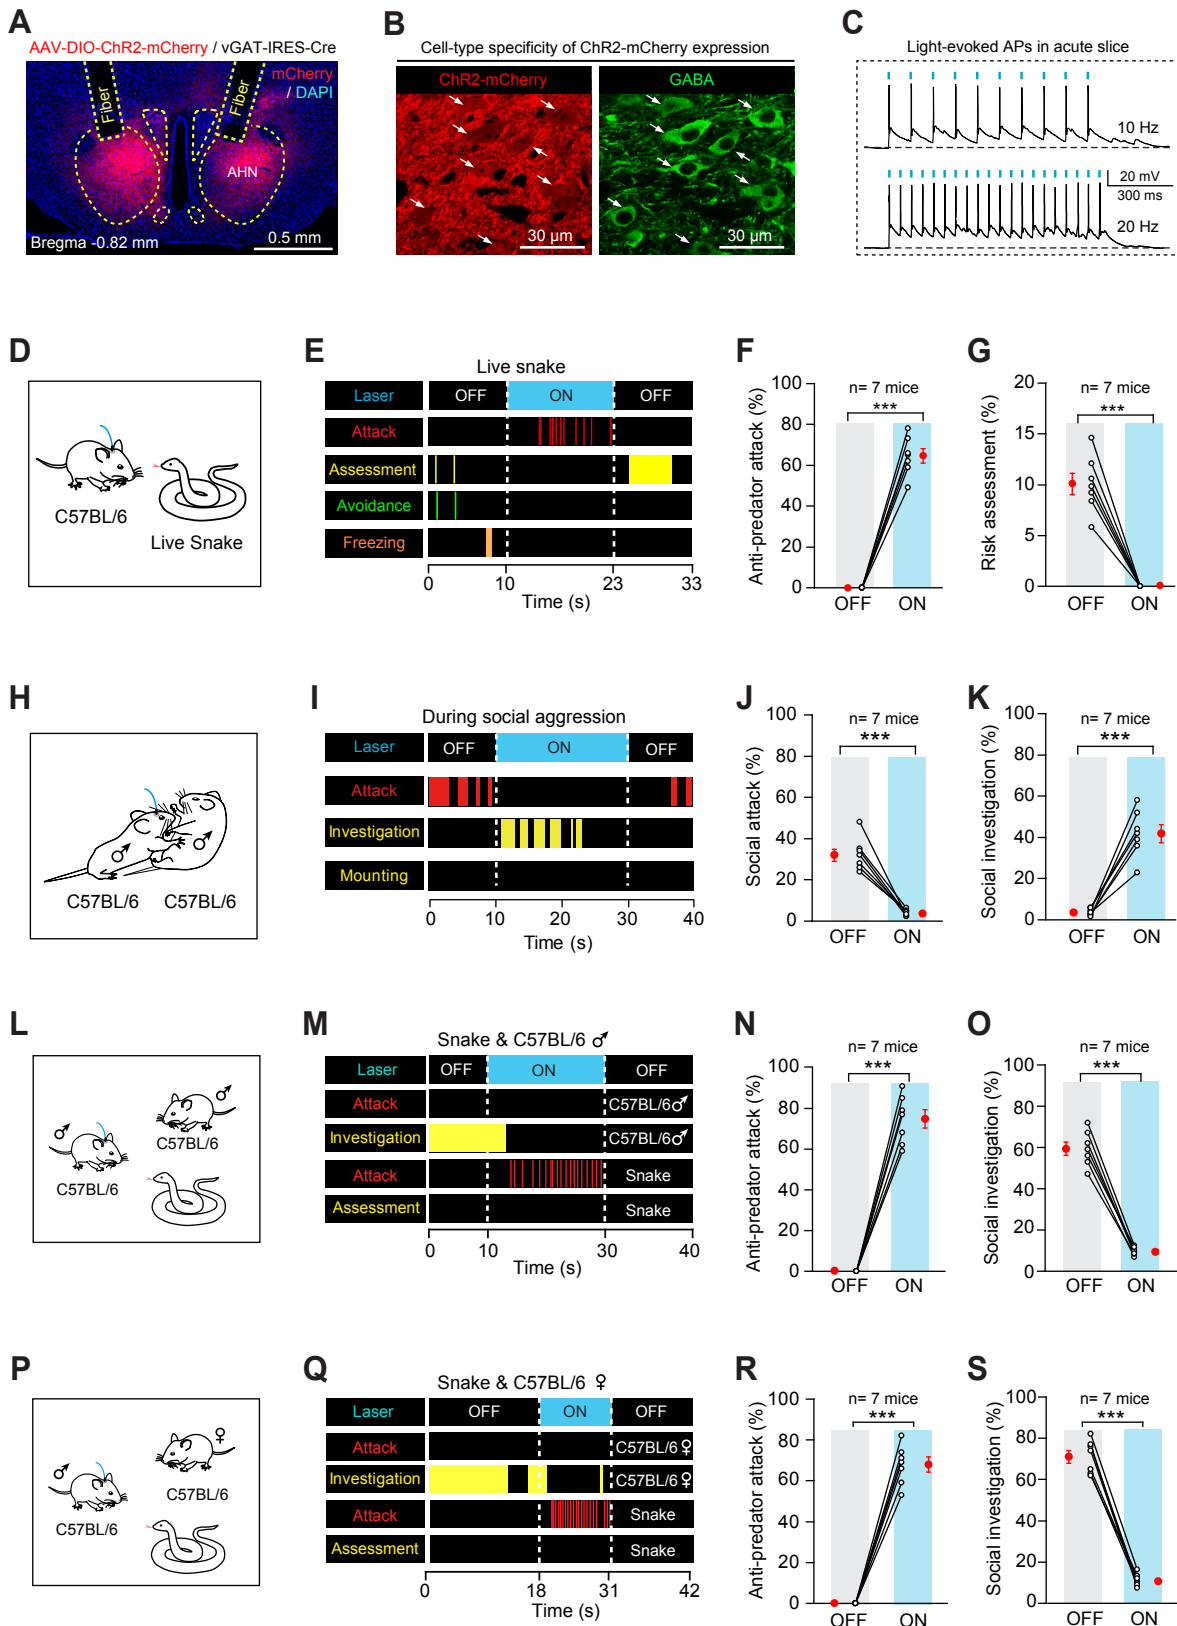 A
AAV-DIO-ChR2-mCherry / vGAT-IRES-Cre
Fiber
Fiber
mCherry
/ DAPI
AHN
Bregma -0.82 mm
0.5 mm
B
Cell-type specificity of ChR2-mCherry expression
ChR2-mCherry
GABA
30 µm
30 µm
C
Light-evoked APs in acute slice
10 Hz
20 mV
300 ms
20 Hz
D
C57BL/6
Live Snake
E
Live snake
Laser
OFF
ON
OFF
Attack
Assessment
Avoidance
Freezing
0
10
23
33
Time (s)
F
Anti-predator attack (%)
n= 7 mice
***
100
80
60
40
20
0
OFF
ON
G
Risk assessment (%)
n= 7 mice
***
20
15
10
5
0
OFF
ON
H
C57BL/6
C57BL/6
♂
♂
I
During social aggression
Laser
OFF
ON
OFF
Attack
Investigation
Mounting
0
10
30
40
Time (s)
J
Social attack (%)
n= 7 mice
***
100
80
60
40
20
0
OFF
ON
K
Social investigation (%)
n= 7 mice
***
100
80
60
40
20
0
OFF
ON
L
♂
C57BL/6
♂
C57BL/6
M
Snake & C57BL/6 ♂
Laser
OFF
ON
OFF
Attack
C57BL/6♂
Investigation
C57BL/6♂
Attack
Snake
Assessment
Snake
0
10
30
40
Time (s)
N
Anti-predator attack (%)
n= 7 mice
***
100
80
60
40
20
0
OFF
ON
O
Social investigation (%)
n= 7 mice
***
100
80
60
40
20
0
OFF
ON
P
♀
C57BL/6
♂
C57BL/6
Q
Snake & C57BL/6 ♀
Laser
OFF
ON
OFF
Attack
C57BL/6♀
Investigation
C57BL/6♀
Attack
Snake
Assessment
Snake
0
18
31
42
Time (s)
R
Anti-predator attack (%)
n= 7 mice
***
100
80
60
40
20
0
OFF
ON
S
Social investigation (%)
n= 7 mice
***
100
80
60
40
20
0
OFF
ON